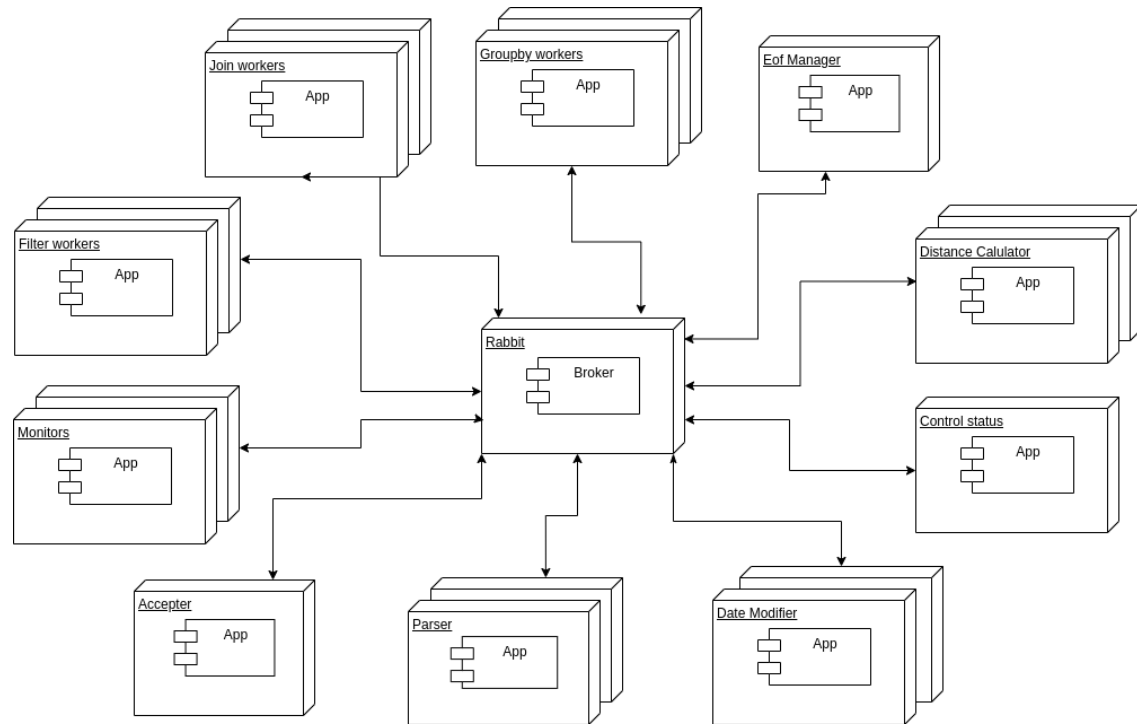 Join workers
App
Groupby workers
App
Eof Manager
App
Filter workers
App
Distance Calulator
App
Rabbit
Broker
Monitors
App
Control status
App
Accepter
App
Parser
App
Date Modifier
App